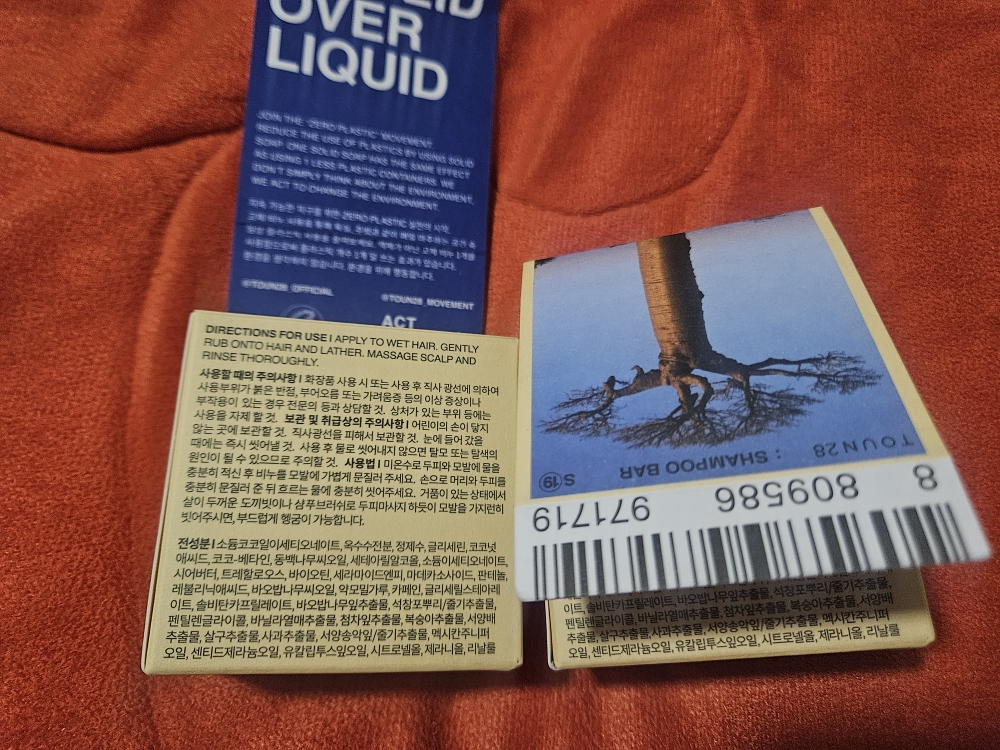 OVER
LIQUID
JOIN THE 'ZERO PLASTIC' MOVEMENT.
REDUCE THE USE OF PLASTICS BY USING SOLID
SOAP. ONE SOLID SOAP HAS THE SAME EFFECT
AS USING 1 LESS PLASTIC CONTAINERS. WE
DON'T SIMPLY THINK ABOUT THE ENVIRONMENT,
WE ACT TO CHANGE THE ENVIRONMENT.
@TOUN28_OFFICIAL
@TOUN28_MOVEMENT
ACT
DIRECTIONS FOR USE I APPLY TO WET HAIR. GENTLY
RUB ONTO HAIR AND LATHER. MASSAGE SCALP AND
RINSE THOROUGHLY.
사용할 때의 주의사항 I 화장품 사용 시 또는 사용 후 직사 광선에 의하여
사용부위가 붉은 반점, 부어오름 또는 가려움증 등의 이상 증상이나
부작용이 있는 경우 전문의 등과 상담할 것. 상처가 있는 부위 등에는
사용을 자제 할 것. 보관 및 취급상의 주의사항 I 어린이의 손이 닿지
않는 곳에 보관할 것. 직사광선을 피해서 보관할 것. 눈에 들어 갔을
때에는 즉시 씻어낼 것. 사용 후 물로 씻어내지 않으면 탈모 또는 탈색의
원인이 될 수 있으므로 주의할 것. 사용법 I 미온수로 두피와 모발에 물을
충분히 적신 후 비누를 모발에 가볍게 문질러 주세요. 손으로 머리와 두피를
충분히 문질러 준 뒤 흐르는 물에 충분히 씻어주세요. 거품이 있는 상태에서
살이 두꺼운 도끼빗이나 샴푸브러쉬로 두피마사지 하듯이 모발을 가지런히
빗어주시면, 부드럽게 헹굼이 가능합니다.
전성분 I 소듐코코일이세티오네이트, 옥수수전분, 정제수, 글리세린, 코코넛
애씨드, 코코-베타인, 동백나무씨오일, 세테아릴알코올, 소듐이세티오네이트,
시어버터, 트레할로오스, 바이오틴, 세라마이드엔피, 마데카소사이드, 판테놀,
레불리닉애씨드, 바오밥나무씨오일, 약모밀가루, 카페인, 글리세릴스테아레
이트, 솔비탄카프릴레이트, 바오밥나무잎추출물, 석창포뿌리/줄기추출물,
펜틸렌글라이콜, 바닐라열매추출물, 첨차잎추출물, 복숭아추출물, 서양배
추출물, 살구추출물,사과추출물, 서양송악잎/줄기추출물, 멕시칸주니퍼
오일, 센티드제라늄오일, 유칼립투스잎오일, 시트로넬올, 제라니올, 리날룰
TOUN28
: SHAMPOO BAR
S19
8 809586 971719
이트, 솔비탄카프릴레이트, 바오밥나무잎추출물, 석창포뿌리/줄기추출물,
펜틸렌글라이콜, 바닐라열매추출물, 첨차잎추출물, 복숭아추출물, 서양배
추출물, 살구추출물,사과추출물, 서양송악잎/줄기추출물, 멕시칸주니퍼
오일, 센티드제라늄오일, 유칼립투스잎오일, 시트로넬올, 제라니올, 리날룰